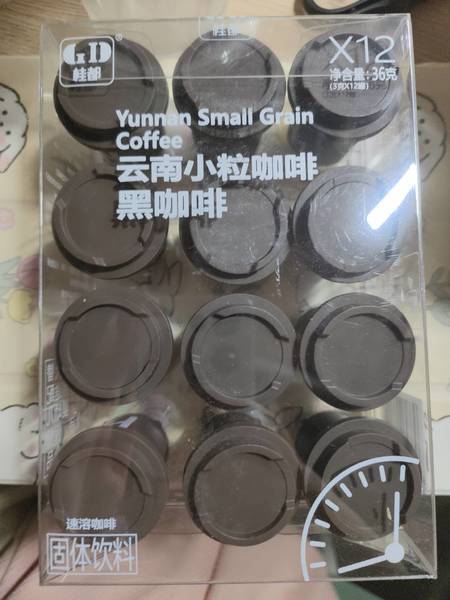 GD®
桂都
X12
净含量:36克
(3克X12罐)
Yunnan Small Grain
Coffee
云南小粒咖啡
黑咖啡
速溶咖啡
固体饮料